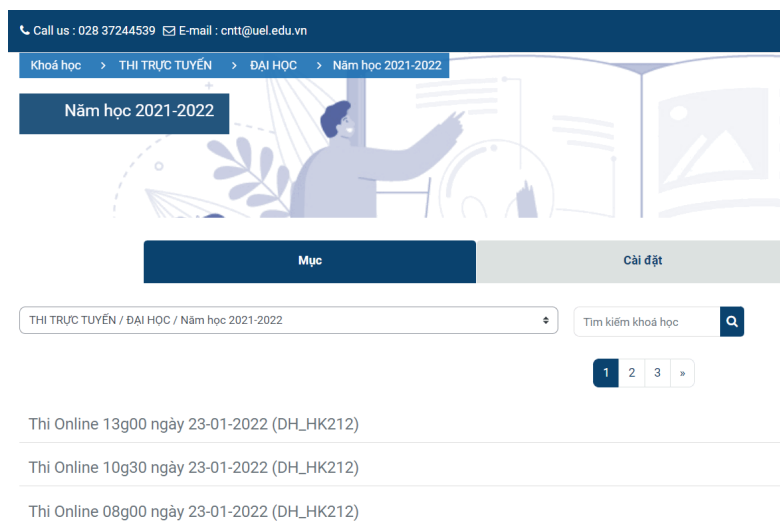 Call us : 028 37244539 E-mail : cntt@uel.edu.vn
Khoá học > THI TRỰC TUYẾN > ĐẠI HỌC > Năm học 2021-2022
Năm học 2021-2022
Mục Cài đặt
THI TRỰC TUYẾN / ĐẠI HỌC / Năm học 2021-2022 Tìm kiếm khoá học
1 2 3 »
Thi Online 13g00 ngày 23-01-2022 (DH_HK212)
Thi Online 10g30 ngày 23-01-2022 (DH_HK212)
Thi Online 08g00 ngày 23-01-2022 (DH_HK212)